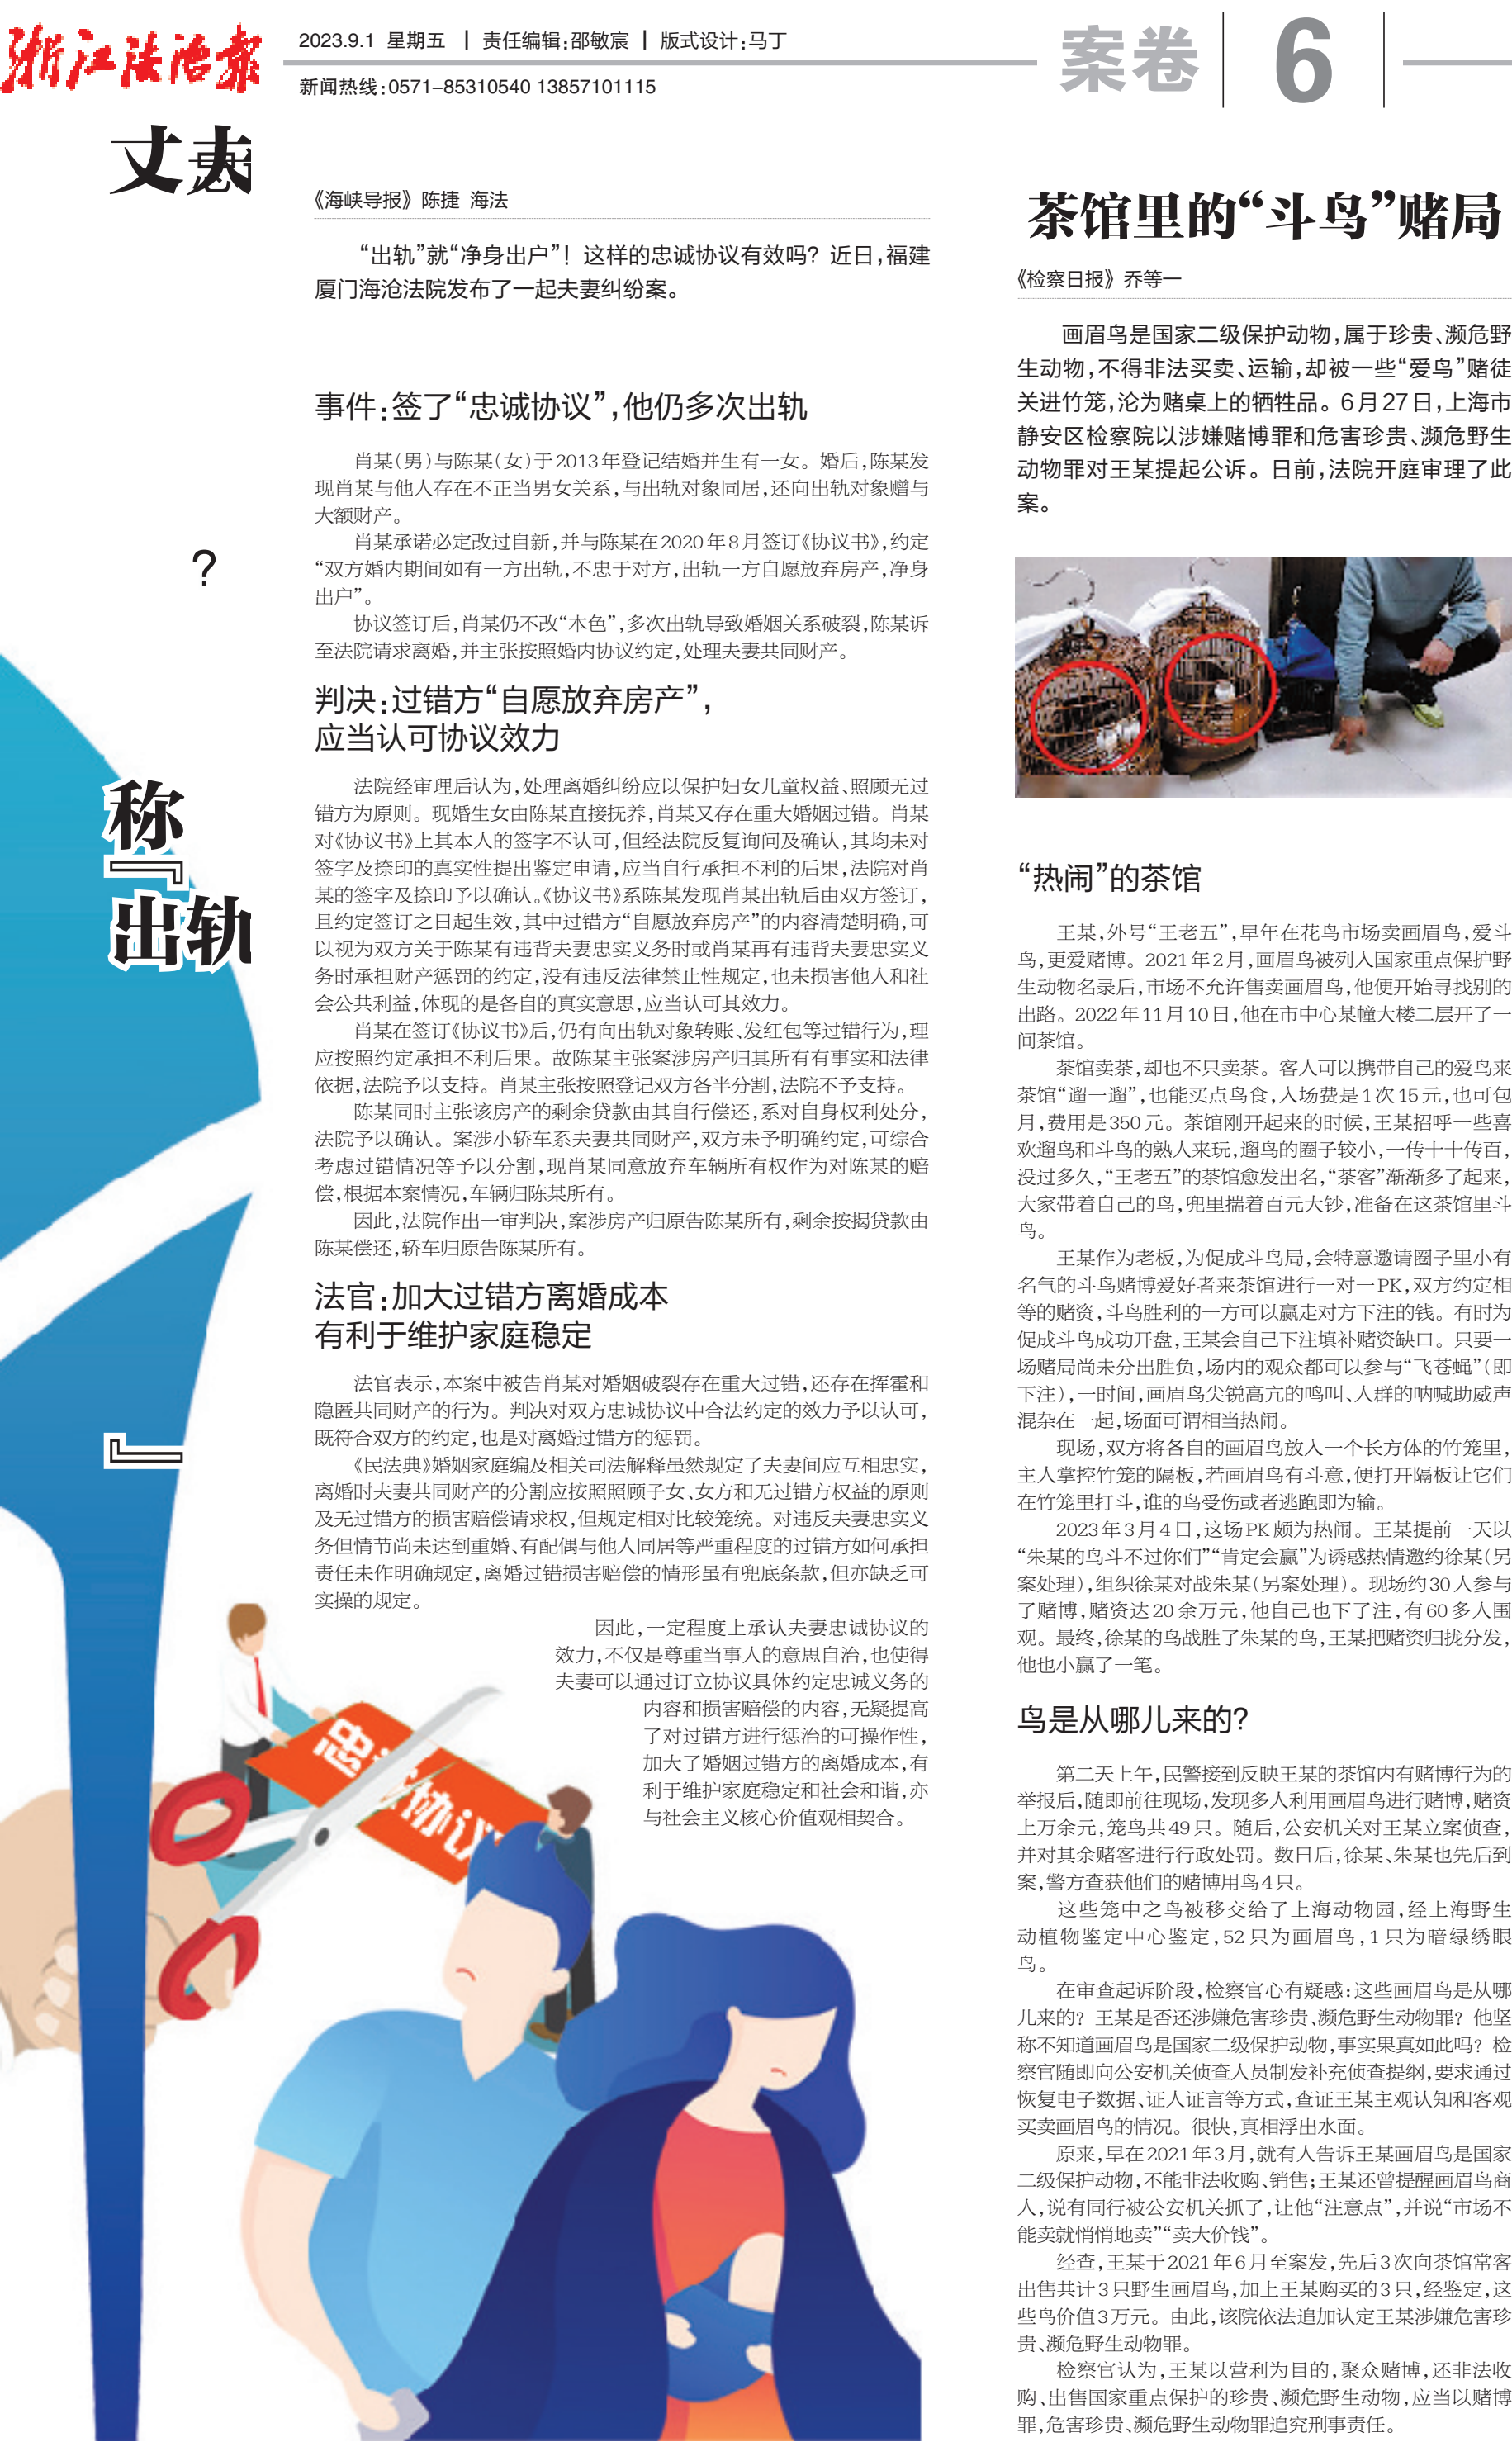 浙江法治报
2023.9.1 星期五 | 责任编辑:邵敏宸 | 版式设计:马丁
新闻热线:0571-85310540 13857101115
案卷 6
丈夫
?
称『出轨
』
《海峡导报》 陈捷 海法
“出轨”就“净身出户”！这样的忠诚协议有效吗？近日,福建
厦门海沧法院发布了一起夫妻纠纷案。
事件:签了“忠诚协议”,他仍多次出轨
肖某(男)与陈某(女)于2013年登记结婚并生有一女。婚后,陈某发
现肖某与他人存在不正当男女关系,与出轨对象同居,还向出轨对象赠与
大额财产。
肖某承诺必定改过自新,并与陈某在2020年8月签订《协议书》,约定
“双方婚内期间如有一方出轨,不忠于对方,出轨一方自愿放弃房产,净身
出户”。
协议签订后,肖某仍不改“本色”,多次出轨导致婚姻关系破裂,陈某诉
至法院请求离婚,并主张按照婚内协议约定,处理夫妻共同财产。
判决:过错方“自愿放弃房产”,
应当认可协议效力
法院经审理后认为,处理离婚纠纷应以保护妇女儿童权益、照顾无过
错方为原则。现婚生女由陈某直接抚养,肖某又存在重大婚姻过错。肖某
对《协议书》上其本人的签字不认可,但经法院反复询问及确认,其均未对
签字及捺印的真实性提出鉴定申请,应当自行承担不利的后果,法院对肖
某的签字及捺印予以确认。《协议书》系陈某发现肖某出轨后由双方签订,
且约定签订之日起生效,其中过错方“自愿放弃房产”的内容清楚明确,可
以视为双方关于陈某有违背夫妻忠实义务时或肖某再有违背夫妻忠实义
务时承担财产惩罚的约定,没有违反法律禁止性规定,也未损害他人和社
会公共利益,体现的是各自的真实意思,应当认可其效力。
肖某在签订《协议书》后,仍有向出轨对象转账、发红包等过错行为,理
应按照约定承担不利后果。故陈某主张案涉房产归其所有有事实和法律
依据,法院予以支持。肖某主张按照登记双方各半分割,法院不予支持。
陈某同时主张该房产的剩余贷款由其自行偿还,系对自身权利处分,
法院予以确认。案涉小轿车系夫妻共同财产,双方未予明确约定,可综合
考虑过错情况等予以分割,现肖某同意放弃车辆所有权作为对陈某的赔
偿,根据本案情况,车辆归陈某所有。
因此,法院作出一审判决,案涉房产归原告陈某所有,剩余按揭贷款由
陈某偿还,轿车归原告陈某所有。
法官:加大过错方离婚成本
有利于维护家庭稳定
法官表示,本案中被告肖某对婚姻破裂存在重大过错,还存在挥霍和
隐匿共同财产的行为。判决对双方忠诚协议中合法约定的效力予以认可,
既符合双方的约定,也是对离婚过错方的惩罚。
《民法典》婚姻家庭编及相关司法解释虽然规定了夫妻间应互相忠实,
离婚时夫妻共同财产的分割应按照照顾子女、女方和无过错方权益的原则
及无过错方的损害赔偿请求权,但规定相对比较笼统。对违反夫妻忠实义
务但情节尚未达到重婚、有配偶与他人同居等严重程度的过错方如何承担
责任未作明确规定,离婚过错损害赔偿的情形虽有兜底条款,但亦缺乏可
实操的规定。
因此,一定程度上承认夫妻忠诚协议的
效力,不仅是尊重当事人的意思自治,也使得
夫妻可以通过订立协议具体约定忠诚义务的
内容和损害赔偿的内容,无疑提高
了对过错方进行惩治的可操作性,
加大了婚姻过错方的离婚成本,有
利于维护家庭稳定和社会和谐,亦
与社会主义核心价值观相契合。
茶馆里的“斗鸟”赌局
《检察日报》 乔等一
画眉鸟是国家二级保护动物,属于珍贵、濒危野
生动物,不得非法买卖、运输,却被一些“爱鸟”赌徒
关进竹笼,沦为赌桌上的牺牲品。6月27日,上海市
静安区检察院以涉嫌赌博罪和危害珍贵、濒危野生
动物罪对王某提起公诉。日前,法院开庭审理了此
案。
“热闹”的茶馆
王某,外号“王老五”,早年在花鸟市场卖画眉鸟,爱斗
鸟,更爱赌博。2021年2月,画眉鸟被列入国家重点保护野
生动物名录后,市场不允许售卖画眉鸟,他便开始寻找别的
出路。2022年11月10日,他在市中心某幢大楼二层开了一
间茶馆。
茶馆卖茶,却也不只卖茶。客人可以携带自己的爱鸟来
茶馆“遛一遛”,也能买点鸟食,入场费是1次15元,也可包
月,费用是350元。茶馆刚开起来的时候,王某招呼一些喜
欢遛鸟和斗鸟的熟人来玩,遛鸟的圈子较小,一传十十传百,
没过多久,“王老五”的茶馆愈发出名,“茶客”渐渐多了起来,
大家带着自己的鸟,兜里揣着百元大钞,准备在这茶馆里斗
鸟。
王某作为老板,为促成斗鸟局,会特意邀请圈子里小有
名气的斗鸟赌博爱好者来茶馆进行一对一PK,双方约定相
等的赌资,斗鸟胜利的一方可以赢走对方下注的钱。有时为
促成斗鸟成功开盘,王某会自己下注填补赌资缺口。只要一
场赌局尚未分出胜负,场内的观众都可以参与“飞苍蝇”(即
下注),一时间,画眉鸟尖锐高亢的鸣叫、人群的呐喊助威声
混杂在一起,场面可谓相当热闹。
现场,双方将各自的画眉鸟放入一个长方体的竹笼里,
主人掌控竹笼的隔板,若画眉鸟有斗意,便打开隔板让它们
在竹笼里打斗,谁的鸟受伤或者逃跑即为输。
2023年3月4日,这场PK颇为热闹。王某提前一天以
“朱某的鸟斗不过你们”“肯定会赢”为诱惑热情邀约徐某(另
案处理),组织徐某对战朱某(另案处理)。现场约30人参与
了赌博,赌资达20余万元,他自己也下了注,有60多人围
观。最终,徐某的鸟战胜了朱某的鸟,王某把赌资归拢分发,
他也小赢了一笔。
鸟是从哪儿来的?
第二天上午,民警接到反映王某的茶馆内有赌博行为的
举报后,随即前往现场,发现多人利用画眉鸟进行赌博,赌资
上万余元,笼鸟共49只。随后,公安机关对王某立案侦查,
并对其余赌客进行行政处罚。数日后,徐某、朱某也先后到
案,警方查获他们的赌博用鸟4只。
这些笼中之鸟被移交给了上海动物园,经上海野生
动植物鉴定中心鉴定,52只为画眉鸟,1只为暗绿绣眼
鸟。
在审查起诉阶段,检察官心有疑惑:这些画眉鸟是从哪
儿来的？王某是否还涉嫌危害珍贵、濒危野生动物罪？他坚
称不知道画眉鸟是国家二级保护动物,事实果真如此吗？检
察官随即向公安机关侦查人员制发补充侦查提纲,要求通过
恢复电子数据、证人证言等方式,查证王某主观认知和客观
买卖画眉鸟的情况。很快,真相浮出水面。
原来,早在2021年3月,就有人告诉王某画眉鸟是国家
二级保护动物,不能非法收购、销售;王某还曾提醒画眉鸟商
人,说有同行被公安机关抓了,让他“注意点”,并说“市场不
能卖就悄悄地卖”“卖大价钱”。
经查,王某于2021年6月至案发,先后3次向茶馆常客
出售共计3只野生画眉鸟,加上王某购买的3只,经鉴定,这
些鸟价值3万元。由此,该院依法追加认定王某涉嫌危害珍
贵、濒危野生动物罪。
检察官认为,王某以营利为目的,聚众赌博,还非法收
购、出售国家重点保护的珍贵、濒危野生动物,应当以赌博
罪,危害珍贵、濒危野生动物罪追究刑事责任。